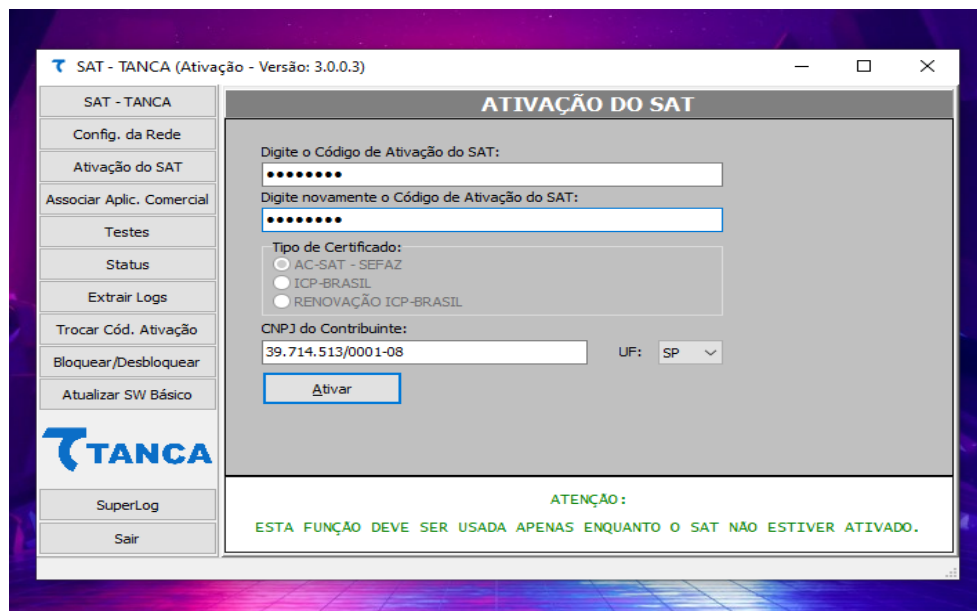 SAT - TANCA (Ativação - Versão: 3.0.0.3)
SAT - TANCA
Config. da Rede
Ativação do SAT
Associar Aplic. Comercial
Testes
Status
Extrair Logs
Trocar Cód. Ativação
Bloquear/Desbloquear
Atualizar SW Básico
TANCA
SuperLog
Sair
ATIVAÇÃO DO SAT
Digite o Código de Ativação do SAT:
••••••••
Digite novamente o Código de Ativação do SAT:
••••••••
Tipo de Certificado:
AC-SAT - SEFAZ
ICP-BRASIL
RENOVAÇÃO ICP-BRASIL
CNPJ do Contribuinte:
39.714.513/0001-08 UF: SP
Ativar
ATENÇÃO:
ESTA FUNÇÃO DEVE SER USADA APENAS ENQUANTO O SAT NÃO ESTIVER ATIVADO.